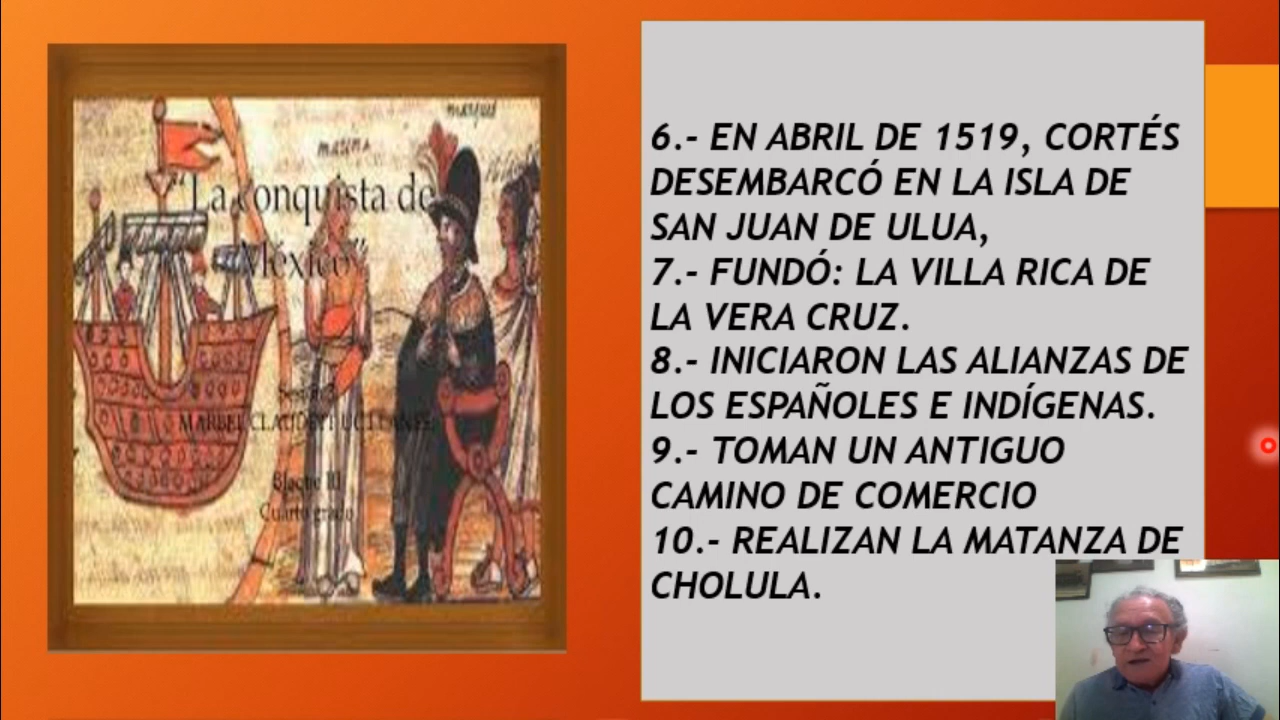 marina
“La conquista de
México”
Bloque III
Cuarto grado
6.- EN ABRIL DE 1519, CORTÉS
DESEMBARCÓ EN LA ISLA DE
SAN JUAN DE ULUA,
7.- FUNDÓ: LA VILLA RICA DE
LA VERA CRUZ.
8.- INICIARON LAS ALIANZAS DE
LOS ESPAÑOLES E INDÍGENAS.
9.- TOMAN UN ANTIGUO
CAMINO DE COMERCIO
10.- REALIZAN LA MATANZA DE
CHOLULA.